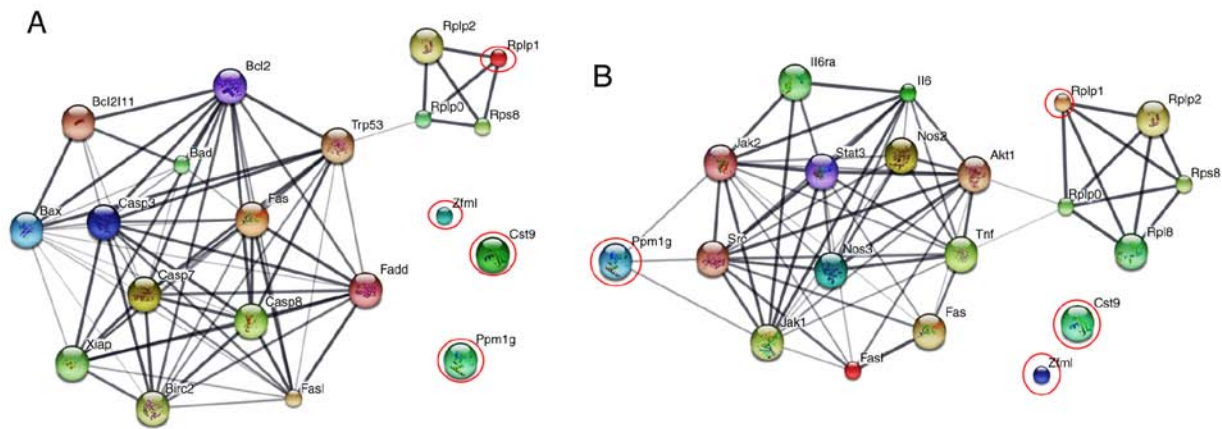 A
Rplp2
Rplp1
Bcl2
Bcl2l11
Rplp0
Rps8
Trp53
Bad
Bax
Casp3
Fas
Zfml
Cst9
Casp7
Fadd
Casp8
Xiap
Ppm1g
Birc2
Fasl
B
Il6ra
Il6
Rplp1
Rplp2
Jak2
Stat3
Nos2
Akt1
Rps8
Rplp0
Ppm1g
Src
Nos3
Tnf
Rpl8
Jak1
Fas
Cst9
Fasl
Zfml